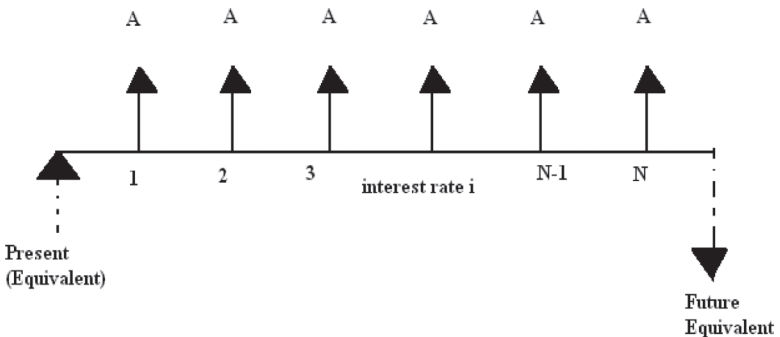 A A A A A A
1 2 3 interest rate i N-1 N
Present
(Equivalent)
Future
Equivalent